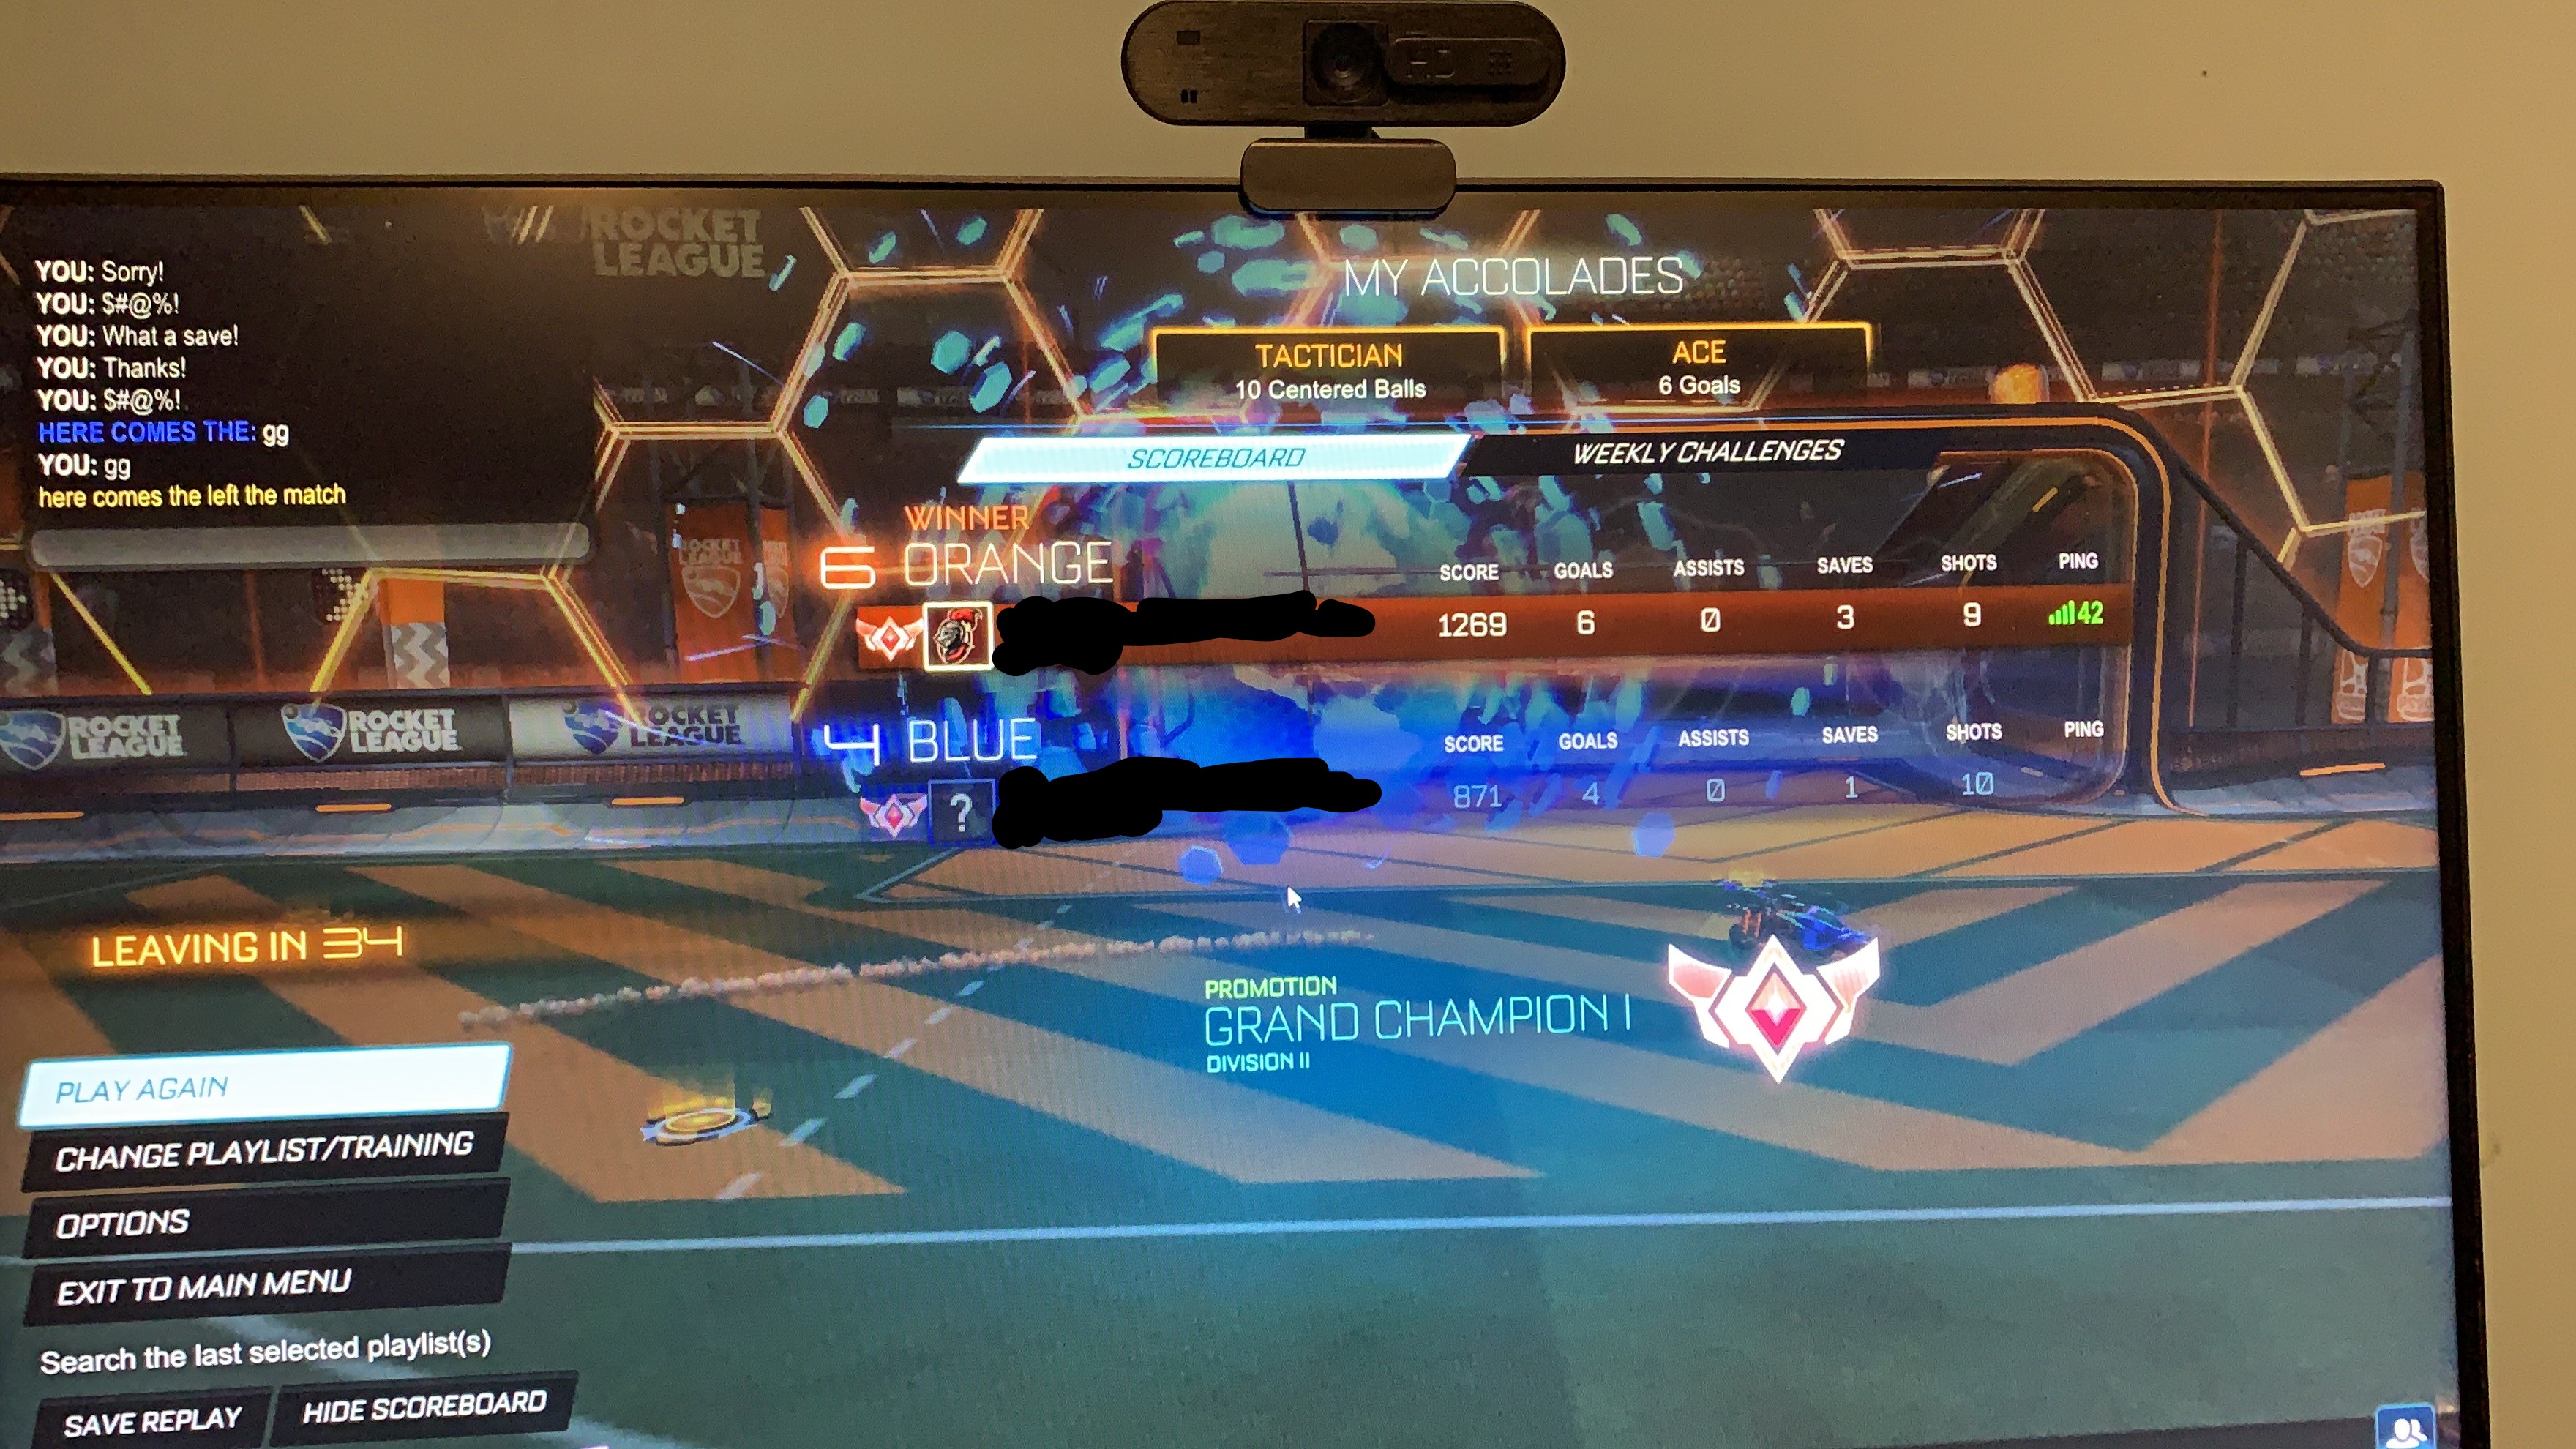 HD
ROCKET
LEAGUE
YOU: Sorry!
YOU: $#@%!
YOU: What a save!
YOU: Thanks!
YOU: $#@%!
HERE COMES THE: gg
YOU: gg
here comes the left the match
MY ACCOLADES
TACTICIAN
10 Centered Balls
ACE
6 Goals
SCOREBOARD
WEEKLY CHALLENGES
WINNER
6 ORANGE
SCORE GOALS ASSISTS SAVES SHOTS PING
1269 6 0 3 9 42
ROCKET
LEAGUE
ROCKET
LEAGUE
ROCKET
LEAGUE
ROCKET
LEAGUE
4 BLUE
SCORE GOALS ASSISTS SAVES SHOTS PING
? 871 4 0 1 10
LEAVING IN 34
PROMOTION
GRAND CHAMPION I
DIVISION II
PLAY AGAIN
CHANGE PLAYLIST/TRAINING
OPTIONS
EXIT TO MAIN MENU
Search the last selected playlist(s)
SAVE REPLAY
HIDE SCOREBOARD